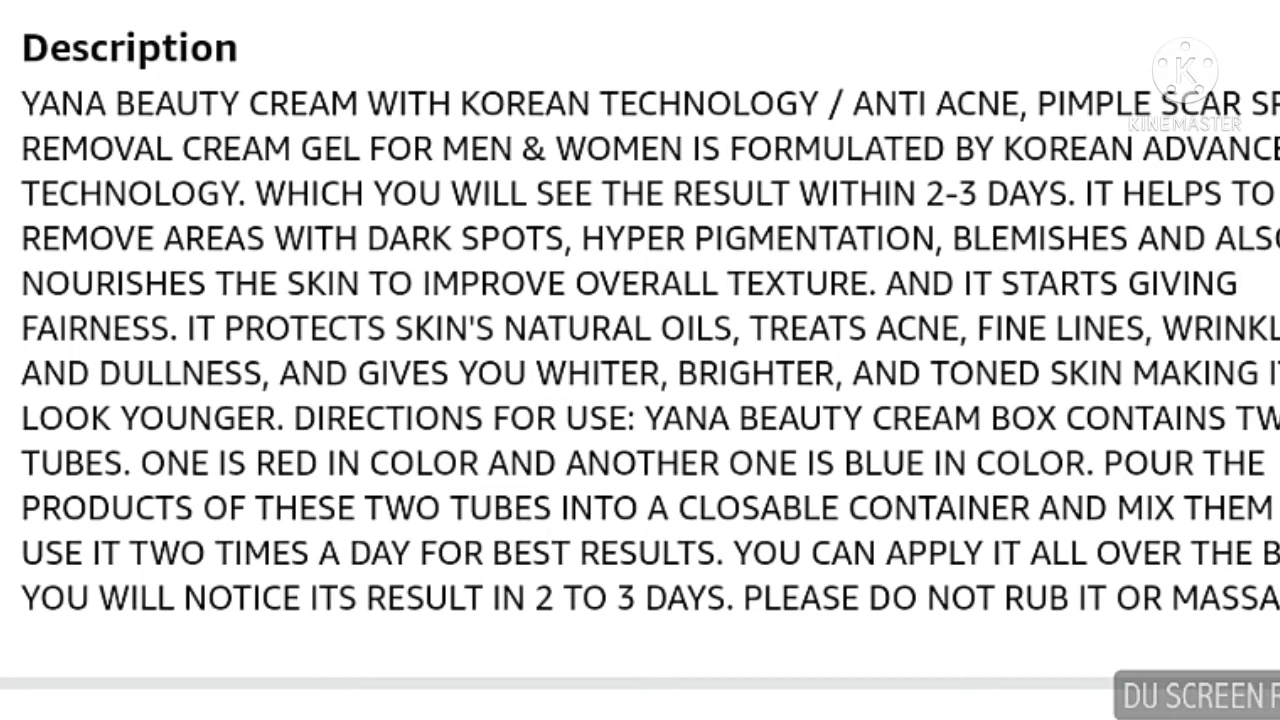 Description
YANA BEAUTY CREAM WITH KOREAN TECHNOLOGY / ANTI ACNE, PIMPLE SCAR
REMOVAL CREAM GEL FOR MEN & WOMEN IS FORMULATED BY KOREAN ADVANCE
TECHNOLOGY. WHICH YOU WILL SEE THE RESULT WITHIN 2-3 DAYS. IT HELPS TO
REMOVE AREAS WITH DARK SPOTS, HYPER PIGMENTATION, BLEMISHES AND ALSO
NOURISHES THE SKIN TO IMPROVE OVERALL TEXTURE. AND IT STARTS GIVING
FAIRNESS. IT PROTECTS SKIN'S NATURAL OILS, TREATS ACNE, FINE LINES, WRINKL
AND DULLNESS, AND GIVES YOU WHITER, BRIGHTER, AND TONED SKIN MAKING
LOOK YOUNGER. DIRECTIONS FOR USE: YANA BEAUTY CREAM BOX CONTAINS TW
TUBES. ONE IS RED IN COLOR AND ANOTHER ONE IS BLUE IN COLOR. POUR THE
PRODUCTS OF THESE TWO TUBES INTO A CLOSABLE CONTAINER AND MIX THEM
USE IT TWO TIMES A DAY FOR BEST RESULTS. YOU CAN APPLY IT ALL OVER THE B
YOU WILL NOTICE ITS RESULT IN 2 TO 3 DAYS. PLEASE DO NOT RUB IT OR MASSA
K
KINEMASTER
DU SCREEN